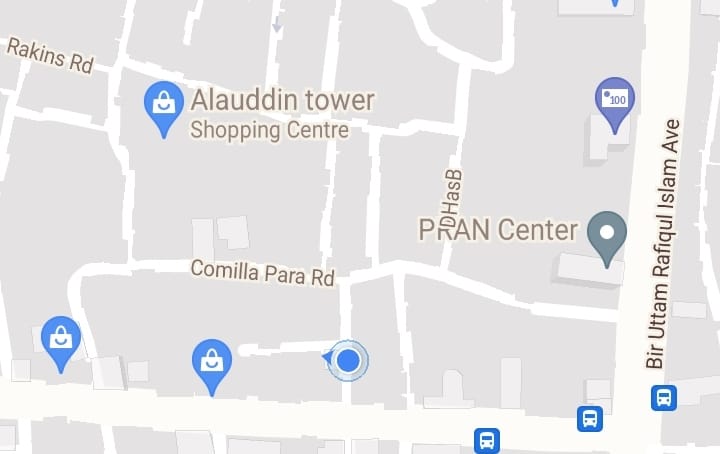 Rakins Rd
Alauddin tower
Shopping Centre
100
DHasB
PRAN Center
Bir Uttam Rafiqul Islam Ave
Comilla Para Rd